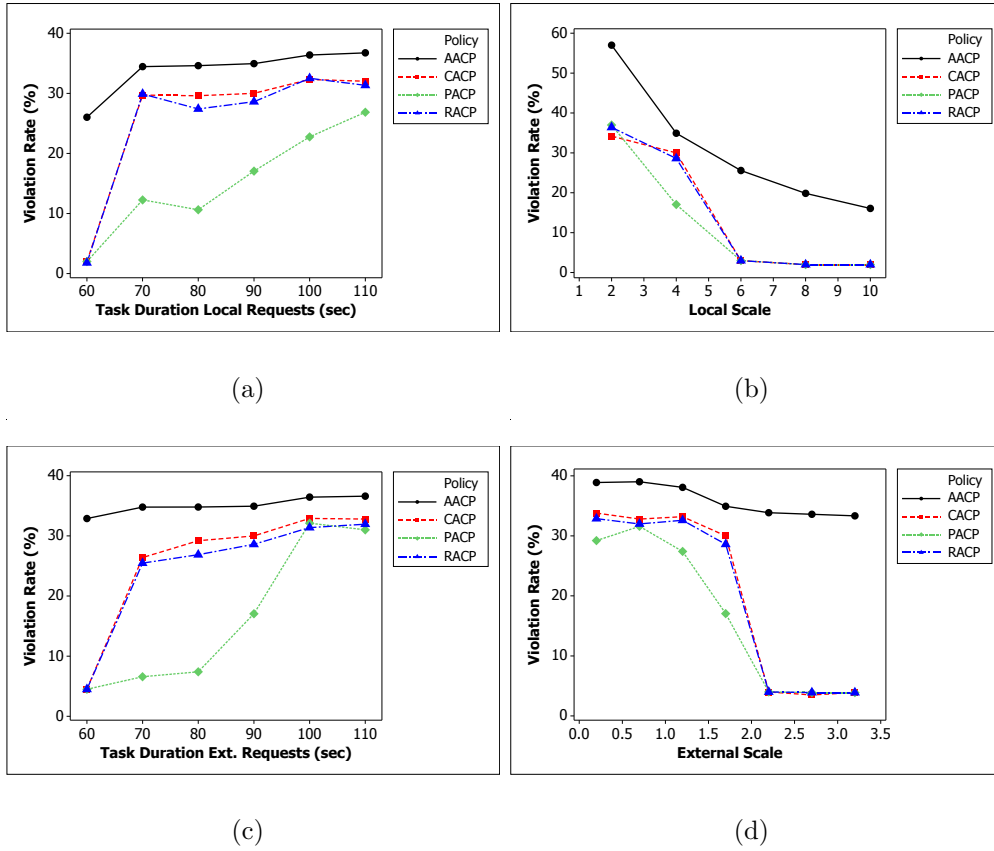 40
30
20
10
0
Violation Rate (%)
60 70 80 90 100 110
Task Duration Local Requests (sec)
Policy
AACP
CACP
PACP
RACP
(a)
60
50
40
30
20
10
0
Violation Rate (%)
1 2 3 4 5 6 7 8 9 10
Local Scale
Policy
AACP
CACP
PACP
RACP
(b)
40
30
20
10
0
Violation Rate (%)
60 70 80 90 100 110
Task Duration Ext. Requests (sec)
Policy
AACP
CACP
PACP
RACP
(c)
40
30
20
10
0
Violation Rate (%)
0.0 0.5 1.0 1.5 2.0 2.5 3.0 3.5
External Scale
Policy
AACP
CACP
PACP
RACP
(d)